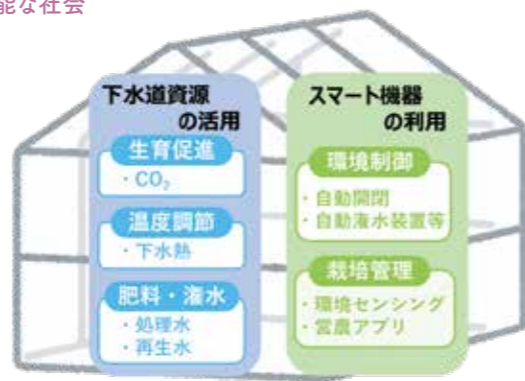 能な社会
下水道資源
の活用
生育促進
・CO₂
温度調節
・下水熱
肥料・灌水
・処理水
・再生水
スマート機器
の利用
環境制御
・自動開閉
・自動灌水装置等
栽培管理
・環境センシング
・営農アプリ